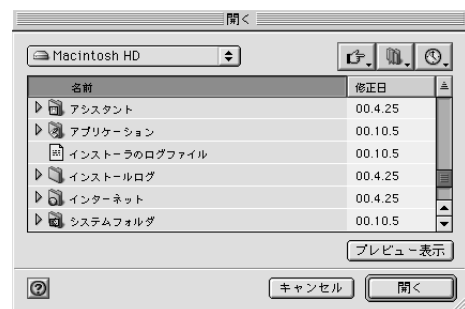 開く
Macintosh HD
名前 修正日
アシスタント 00.4.25
アプリケーション 00.10.5
インストーラのログファイル 00.10.5
インストールログ 00.4.25
インターネット 00.4.25
システムフォルダ 00.10.5
プレビュー表示
キャンセル 開く